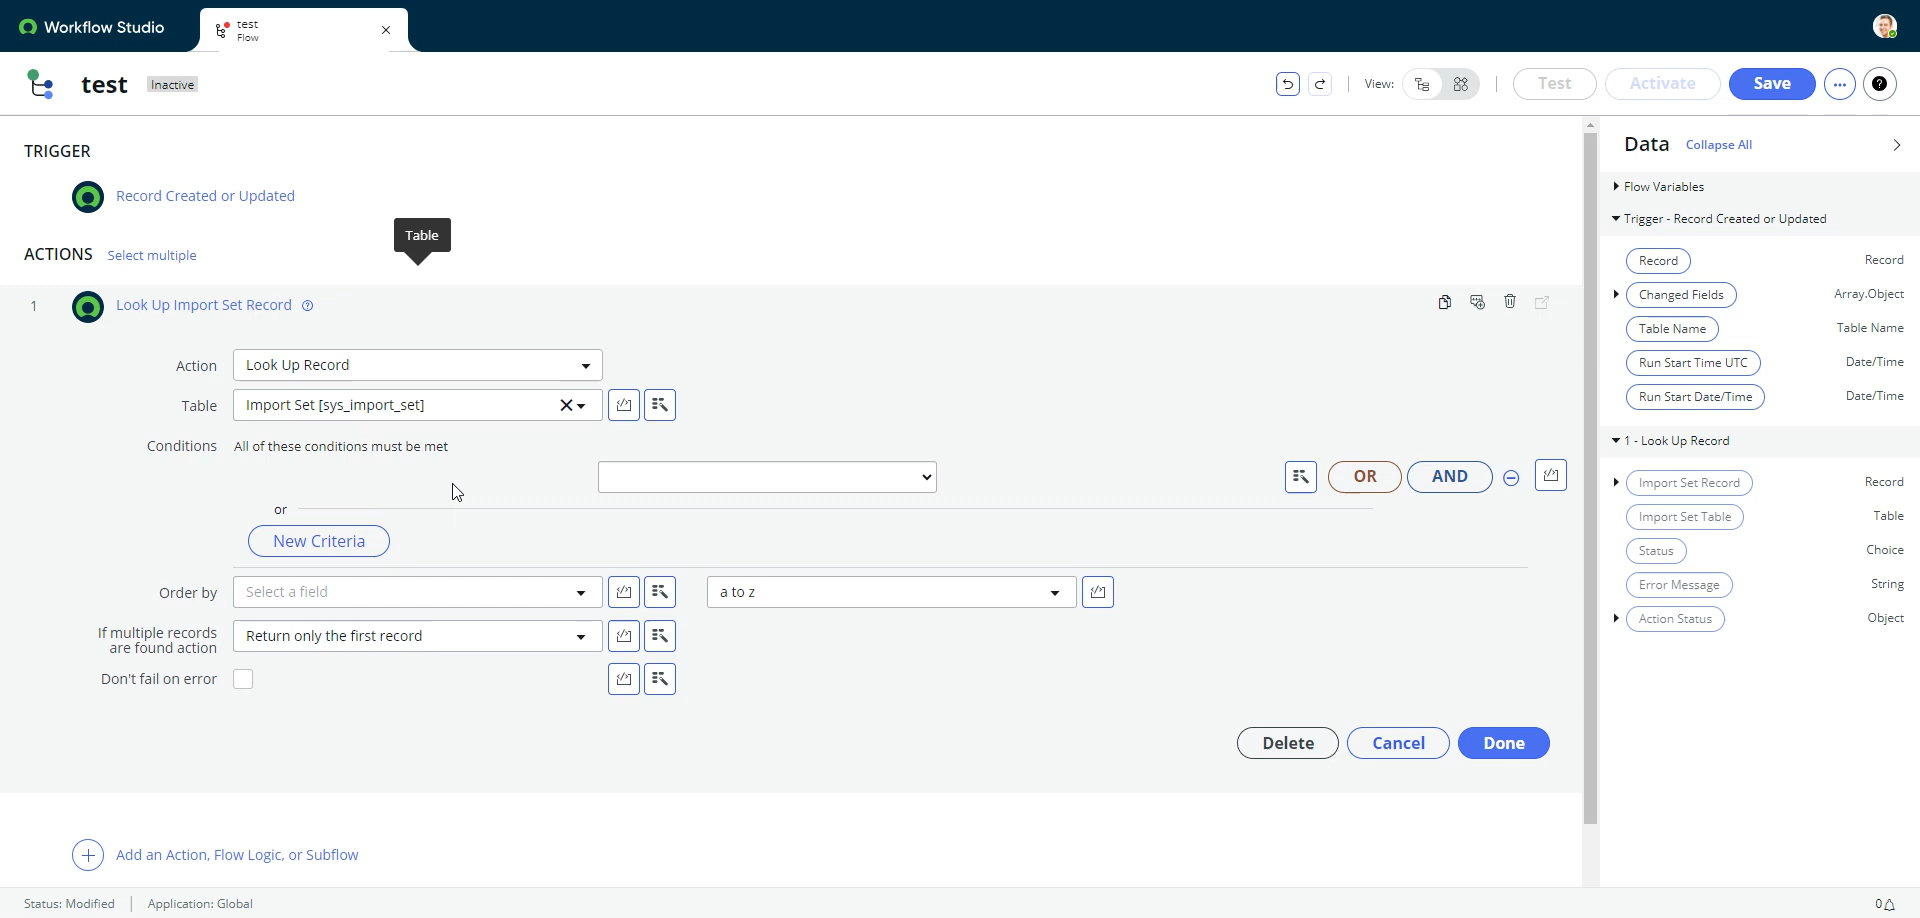 Workflow Studio
test
Flow
test Inactive
View:
Test
Activate
Save
TRIGGER
Record Created or Updated
ACTIONS Select multiple
Table
1 Look Up Import Set Record
Action Look Up Record
Table Import Set [sys_import_set]
Conditions All of these conditions must be met
OR
AND
or
New Criteria
Order by Select a field a to z
If multiple records
are found action
Return only the first record
Don't fail on error
Delete
Cancel
Done
Add an Action, Flow Logic, or Subflow
Status: Modified Application: Global
Data Collapse All
Flow Variables
Trigger - Record Created or Updated
Record Record
Changed Fields Array.Object
Table Name Table Name
Run Start Time UTC Date/Time
Run Start Date/Time Date/Time
1 - Look Up Record
Import Set Record Record
Import Set Table Table
Status Choice
Error Message String
Action Status Object
0